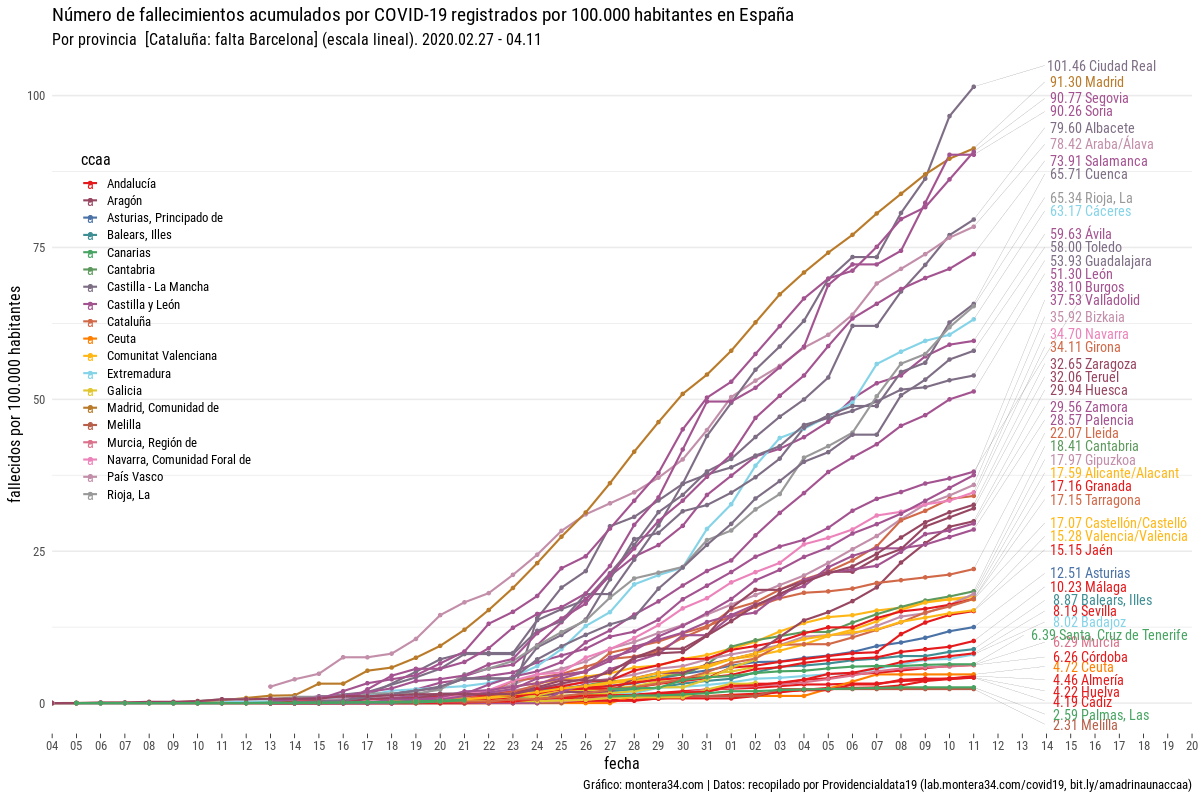 Número de fallecimientos acumulados por COVID-19 registrados por 100.000 habitantes en España
Por provincia [Cataluña: falta Barcelona] (escala lineal). 2020.02.27 - 04.11
fallecidos por 100.000 habitantes
100
75
50
25
0
ccaa
Andalucía
Aragón
Asturias, Principado de
Balears, Illes
Canarias
Cantabria
Castilla - La Mancha
Castilla y León
Cataluña
Ceuta
Comunitat Valenciana
Extremadura
Galicia
Madrid, Comunidad de
Melilla
Murcia, Región de
Navarra, Comunidad Foral de
País Vasco
Rioja, La
101.46 Ciudad Real
91.30 Madrid
90.77 Segovia
90.26 Soria
79.60 Albacete
78.42 Araba/Álava
73.91 Salamanca
65.71 Cuenca
65.34 Rioja, La
63.17 Cáceres
59.63 Ávila
58.00 Toledo
53.93 Guadalajara
51.30 León
38.10 Burgos
37.53 Valladolid
35.92 Bizkaia
34.70 Navarra
34.11 Girona
32.65 Zaragoza
32.06 Teruel
29.94 Huesca
29.56 Zamora
28.57 Palencia
22.07 Lleida
18.41 Cantabria
17.97 Gipuzkoa
17.59 Alicante/Alacant
17.16 Granada
17.15 Tarragona
17.07 Castellón/Castelló
15.28 Valencia/València
15.15 Jaén
12.51 Asturias
10.23 Málaga
8.87 Balears, Illes
8.19 Sevilla
8.02 Badajoz
6.39 Santa, Cruz de Tenerife
6.29 Murcia
6.26 Córdoba
4.72 Ceuta
4.46 Almería
4.22 Huelva
4.19 Cádiz
2.59 Palmas, Las
2.31 Melilla
04 05 06 07 08 09 10 11 12 13 14 15 16 17 18 19 20 21 22 23 24 25 26 27 28 29 30 31 01 02 03 04 05 06 07 08 09 10 11 12 13 14 15 16 17 18 19 20
fecha
Gráfico: montera34.com | Datos: recopilado por Providencialdata19 (lab.montera34.com/covid19, bit.ly/amadrinaunaccaa)